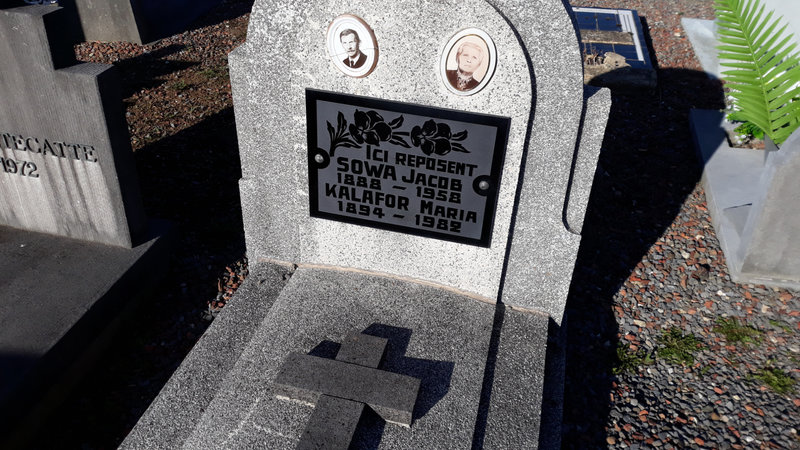 ICI REPOSENT
SOWA JACOB
1888 - 1958
KALAFOR MARIA
1894 - 1982
TECATTE
1972